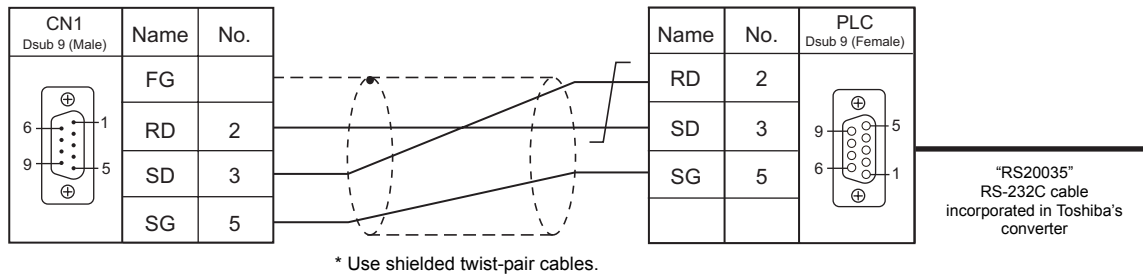 CN1
Dsub 9 (Male)
Name
No.
FG
RD
2
SD
3
SG
5
6
1
9
5
Name
No.
PLC
Dsub 9 (Female)
RD
2
SD
3
SG
5
9
5
6
1
"RS20035"
RS-232C cable
incorporated in Toshiba's
converter
* Use shielded twist-pair cables.